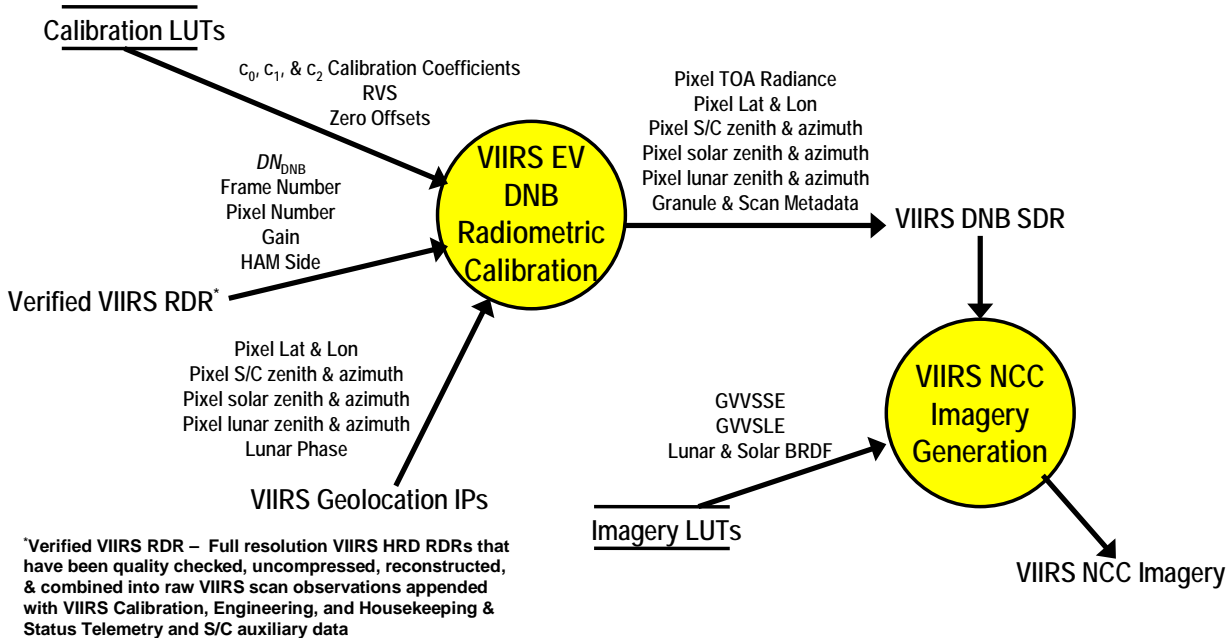 Calibration LUTs
c0, c1, & c2 Calibration Coefficients
RVS
Zero Offsets
DNDNB
Frame Number
Pixel Number
Gain
HAM Side
Verified VIIRS RDR*
VIIRS EV
DNB
Radiometric
Calibration
Pixel TOA Radiance
Pixel Lat & Lon
Pixel S/C zenith & azimuth
Pixel solar zenith & azimuth
Pixel lunar zenith & azimuth
Granule & Scan Metadata
VIIRS DNB SDR
Pixel Lat & Lon
Pixel S/C zenith & azimuth
Pixel solar zenith & azimuth
Pixel lunar zenith & azimuth
Lunar Phase
VIIRS Geolocation IPs
GVVSSE
GVVSLE
Lunar & Solar BRDF
Imagery LUTs
VIIRS NCC
Imagery
Generation
VIIRS NCC Imagery
*Verified VIIRS RDR – Full resolution VIIRS HRD RDRs that
have been quality checked, uncompressed, reconstructed,
& combined into raw VIIRS scan observations appended
with VIIRS Calibration, Engineering, and Housekeeping &
Status Telemetry and S/C auxiliary data